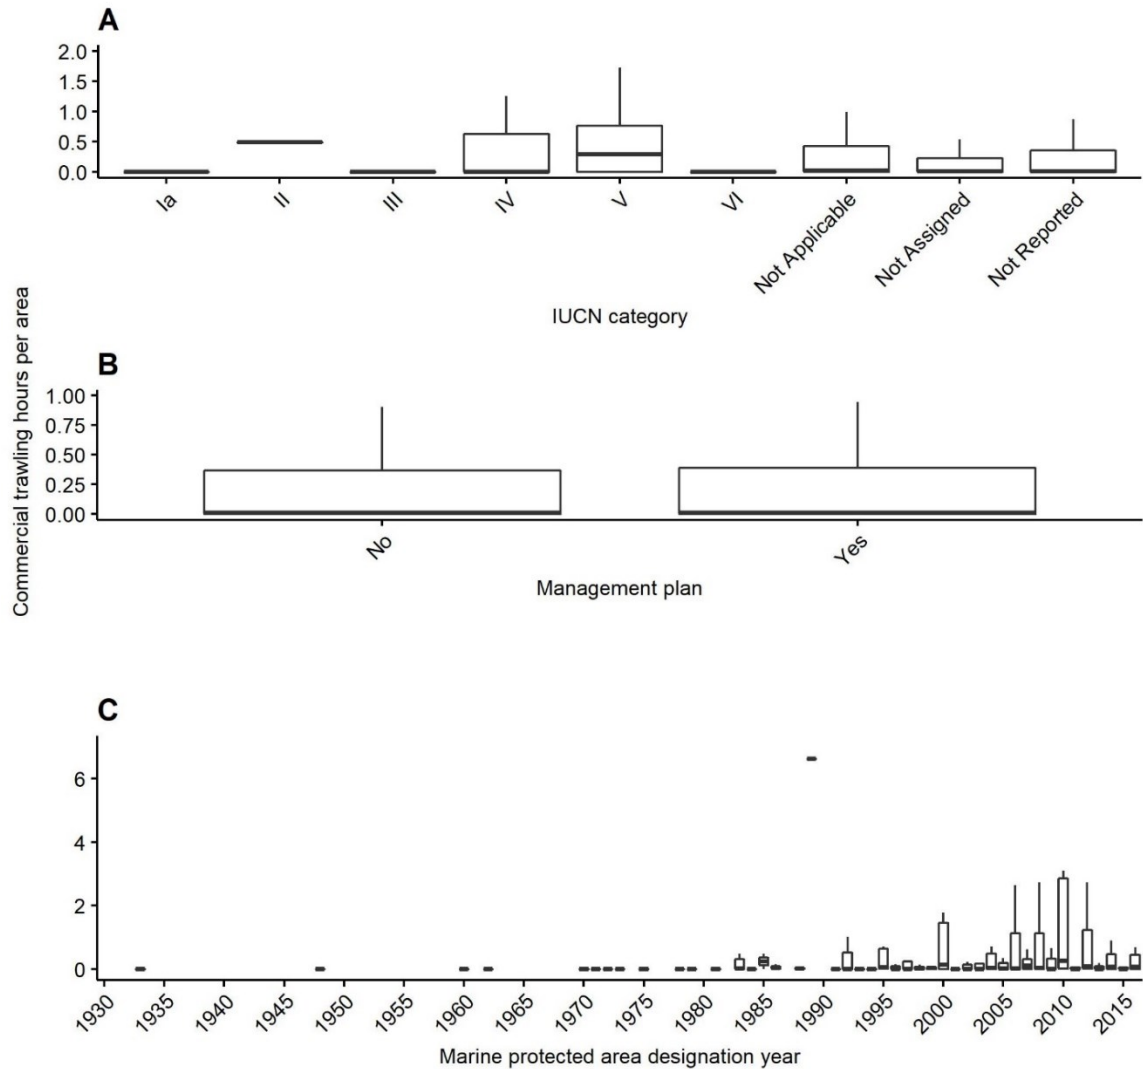 A
2.0
1.5
1.0
0.5
0.0
Ia
II
III
IV
V
VI
Not Applicable
Not Assigned
Not Reported
IUCN category
Commercial trawling hours per area
B
1.00
0.75
0.50
0.25
0.00
No
Yes
Management plan
C
6
4
2
0
1930
1935
1940
1945
1950
1955
1960
1965
1970
1975
1980
1985
1990
1995
2000
2005
2010
2015
Marine protected area designation year